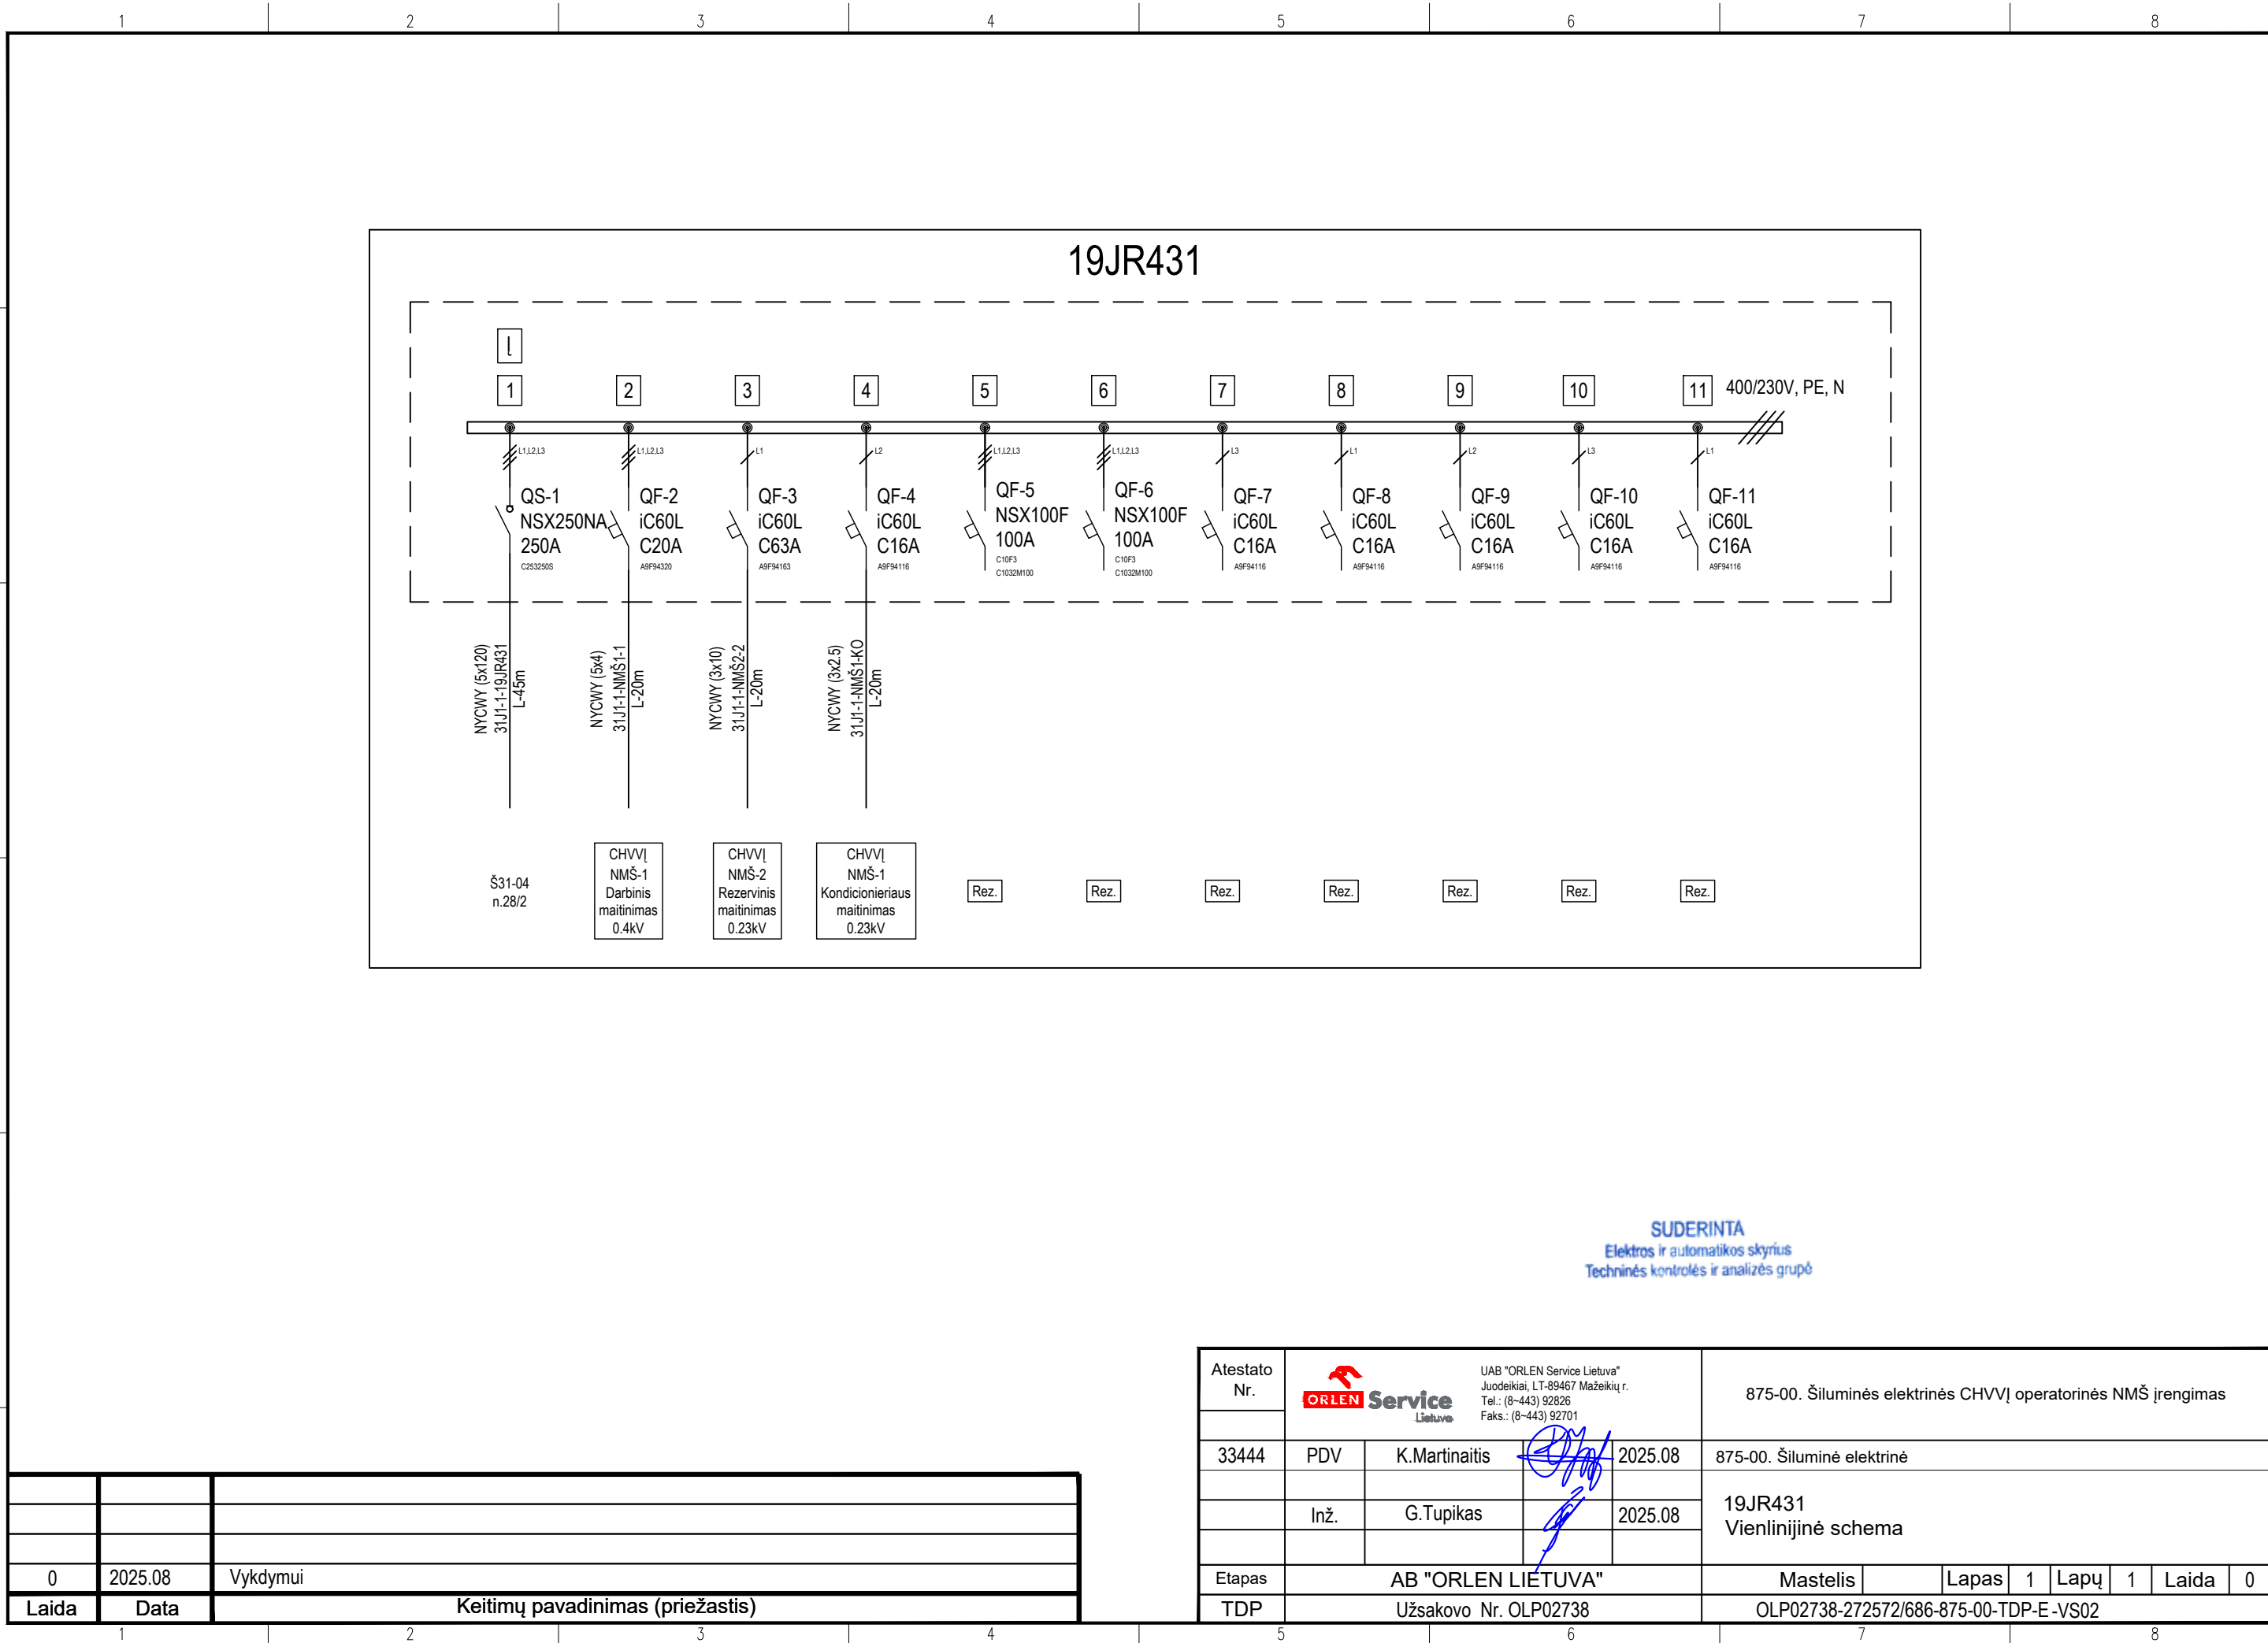 1 2 3 4 5 6 7 8
19JR431
Į
1 2 3 4 5 6 7 8 9 10 11 400/230V, PE, N
L1,L2,L3 L1,L2,L3 L1 L2 L1,L2,L3 L1,L2,L3 L3 L1 L2 L3 L1
QS-1
NSX250NA
250A
C253250S
QF-2
iC60L
C20A
A9F94320
QF-3
iC60L
C63A
A9F94163
QF-4
iC60L
C16A
A9F94116
QF-5
NSX100F
100A
C10F3
C1032M100
QF-6
NSX100F
100A
C10F3
C1032M100
QF-7
iC60L
C16A
A9F94116
QF-8
iC60L
C16A
A9F94116
QF-9
iC60L
C16A
A9F94116
QF-10
iC60L
C16A
A9F94116
QF-11
iC60L
C16A
A9F94116
NYCWY (5x120)
31J1-1-19JR431
L-45m
NYCWY (5x4)
31J1-1-NMŠ1-1
L-20m
NYCWY (3x10)
31J1-1-NMŠ2-2
L-20m
NYCWY (3x2.5)
31J1-1-NMŠ1-KO
L-20m
Š31-04
n.28/2
CHVVĮ
NMŠ-1
Darbinis
maitinimas
0.4kV
CHVVĮ
NMŠ-2
Rezervinis
maitinimas
0.23kV
CHVVĮ
NMŠ-1
Kondicionieriaus
maitinimas
0.23kV
Rez. Rez. Rez. Rez. Rez. Rez. Rez.
SUDERINTA
Elektros ir automatikos skyrius
Techninės kontrolės ir analizės grupė
Atestato
Nr.
ORLEN Service
Lietuva
UAB "ORLEN Service Lietuva"
Juodeikiai, LT-89467 Mažeikių r.
Tel.: (8~443) 92826
Faks.: (8~443) 92701
875-00. Šiluminės elektrinės CHVVĮ operatorinės NMŠ įrengimas
33444 PDV K.Martinaitis 2025.08
875-00. Šiluminė elektrinė
Inž. G.Tupikas 2025.08
19JR431
Vienlinijinė schema
Etapas AB "ORLEN LIETUVA" Mastelis Lapas 1 Lapų 1 Laida 0
TDP Užsakovo Nr. OLP02738 OLP02738-272572/686-875-00-TDP-E-VS02
0 2025.08 Vykdymui
Laida Data Keitimų pavadinimas (priežastis)
1 2 3 4 5 6 7 8